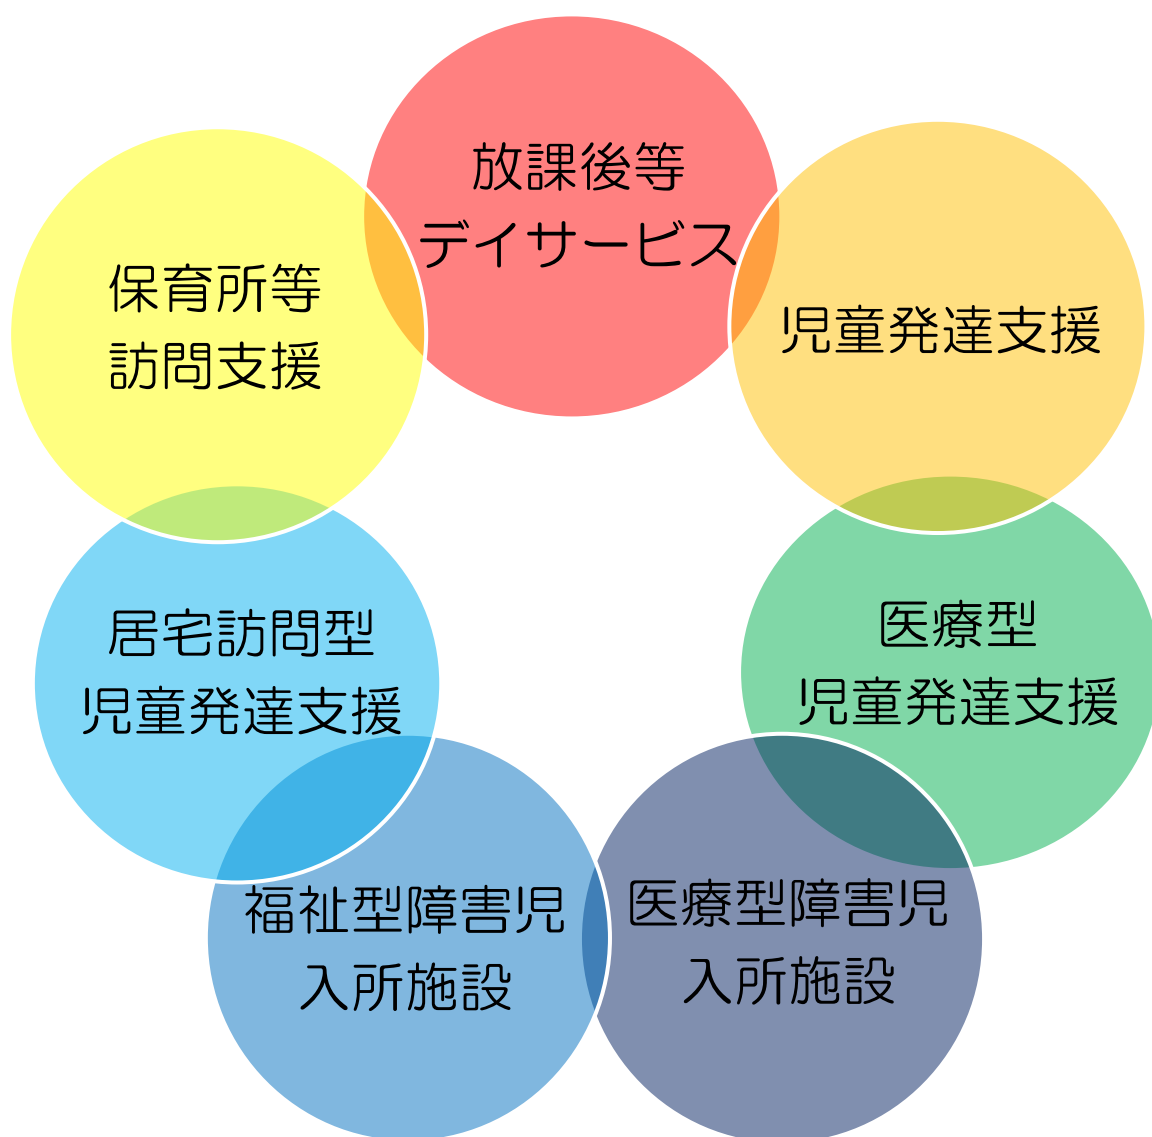 放課後等
デイサービス
児童発達支援
医療型
児童発達支援
医療型障害児
入所施設
福祉型障害児
入所施設
居宅訪問型
児童発達支援
保育所等
訪問支援